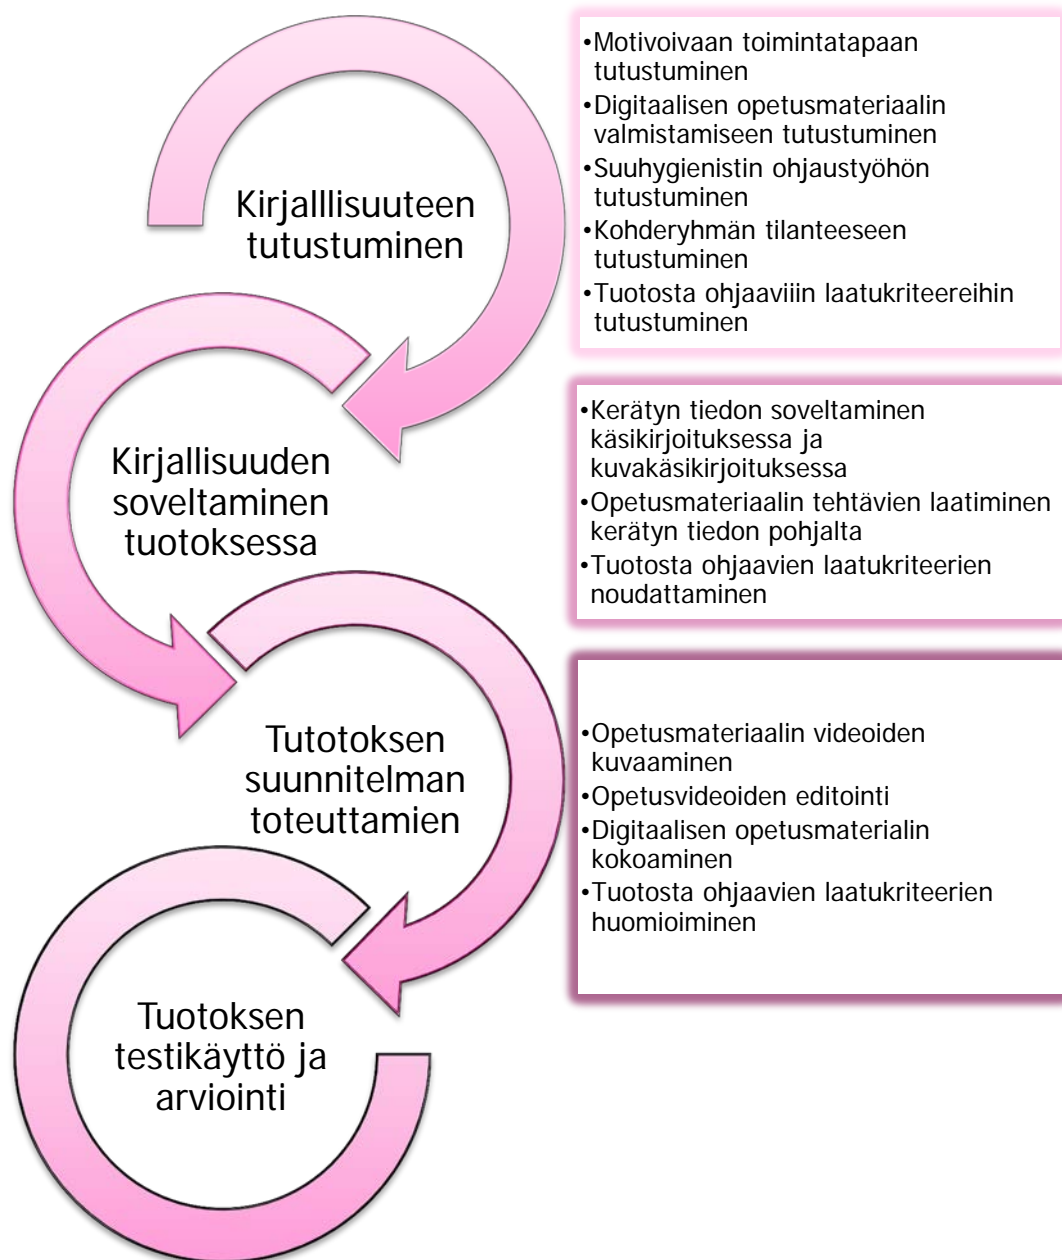 Kirjalllisuuteen
tutustuminen
•Motivoivaan toimintatapaan
tutustuminen
•Digitaalisen opetusmateriaalin
valmistamiseen tutustuminen
•Suuhygienistin ohjaustyöhön
tutustuminen
•Kohderyhmän tilanteeseen
tutustuminen
•Tuotosta ohjaaviiin laatukriteereihin
tutustuminen
Kirjallisuuden
soveltaminen
tuotoksessa
•Kerätyn tiedon soveltaminen
käsikirjoituksessa ja
kuvakäsikirjoituksessa
•Opetusmateriaalin tehtävien laatiminen
kerätyn tiedon pohjalta
•Tuotosta ohjaavien laatukriteerien
noudattaminen
Tutotoksen
suunnitelman
toteuttamien
•Opetusmateriaalin videoiden
kuvaaminen
•Opetusvideoiden editointi
•Digitaalisen opetusmaterialin
kokoaminen
•Tuotosta ohjaavien laatukriteerien
huomioiminen
Tuotoksen
testikäyttö ja
arviointi